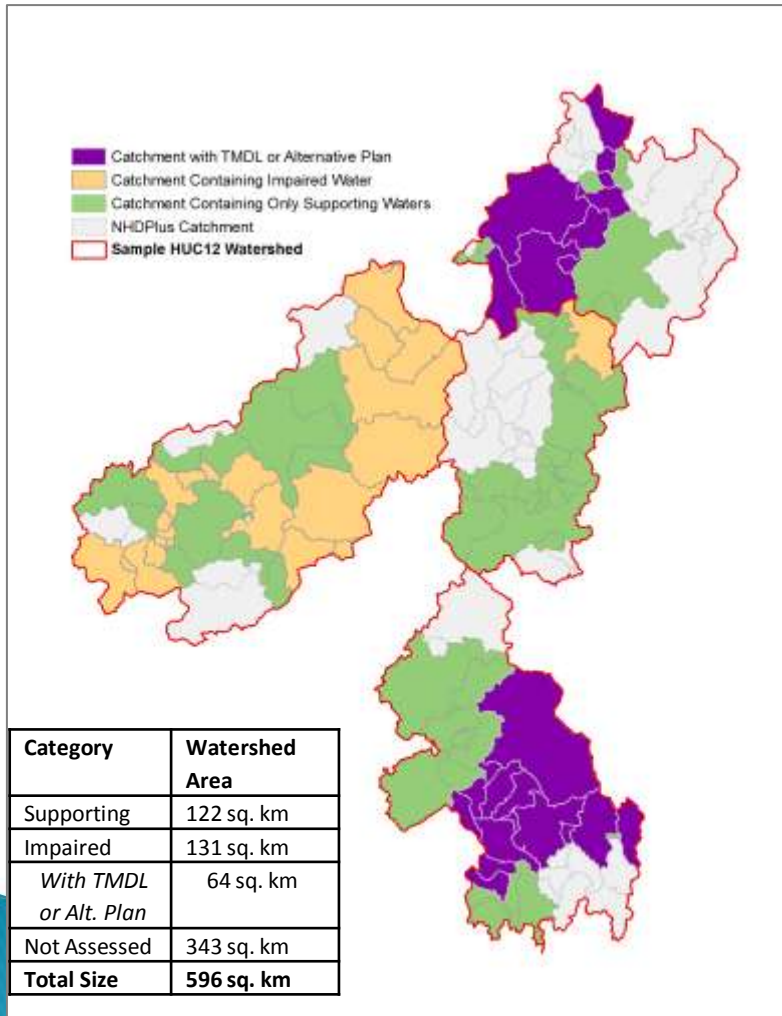 Catchment with TMDL or Alternative Plan
Catchment Containing Impaired Water
Catchment Containing Only Supporting Waters
NHDPlus Catchment
Sample HUC12 Watershed
Category Watershed
Area
Supporting 122 sq. km
Impaired 131 sq. km
With TMDL 64 sq. km
or Alt. Plan
Not Assessed 343 sq. km
Total Size 596 sq. km